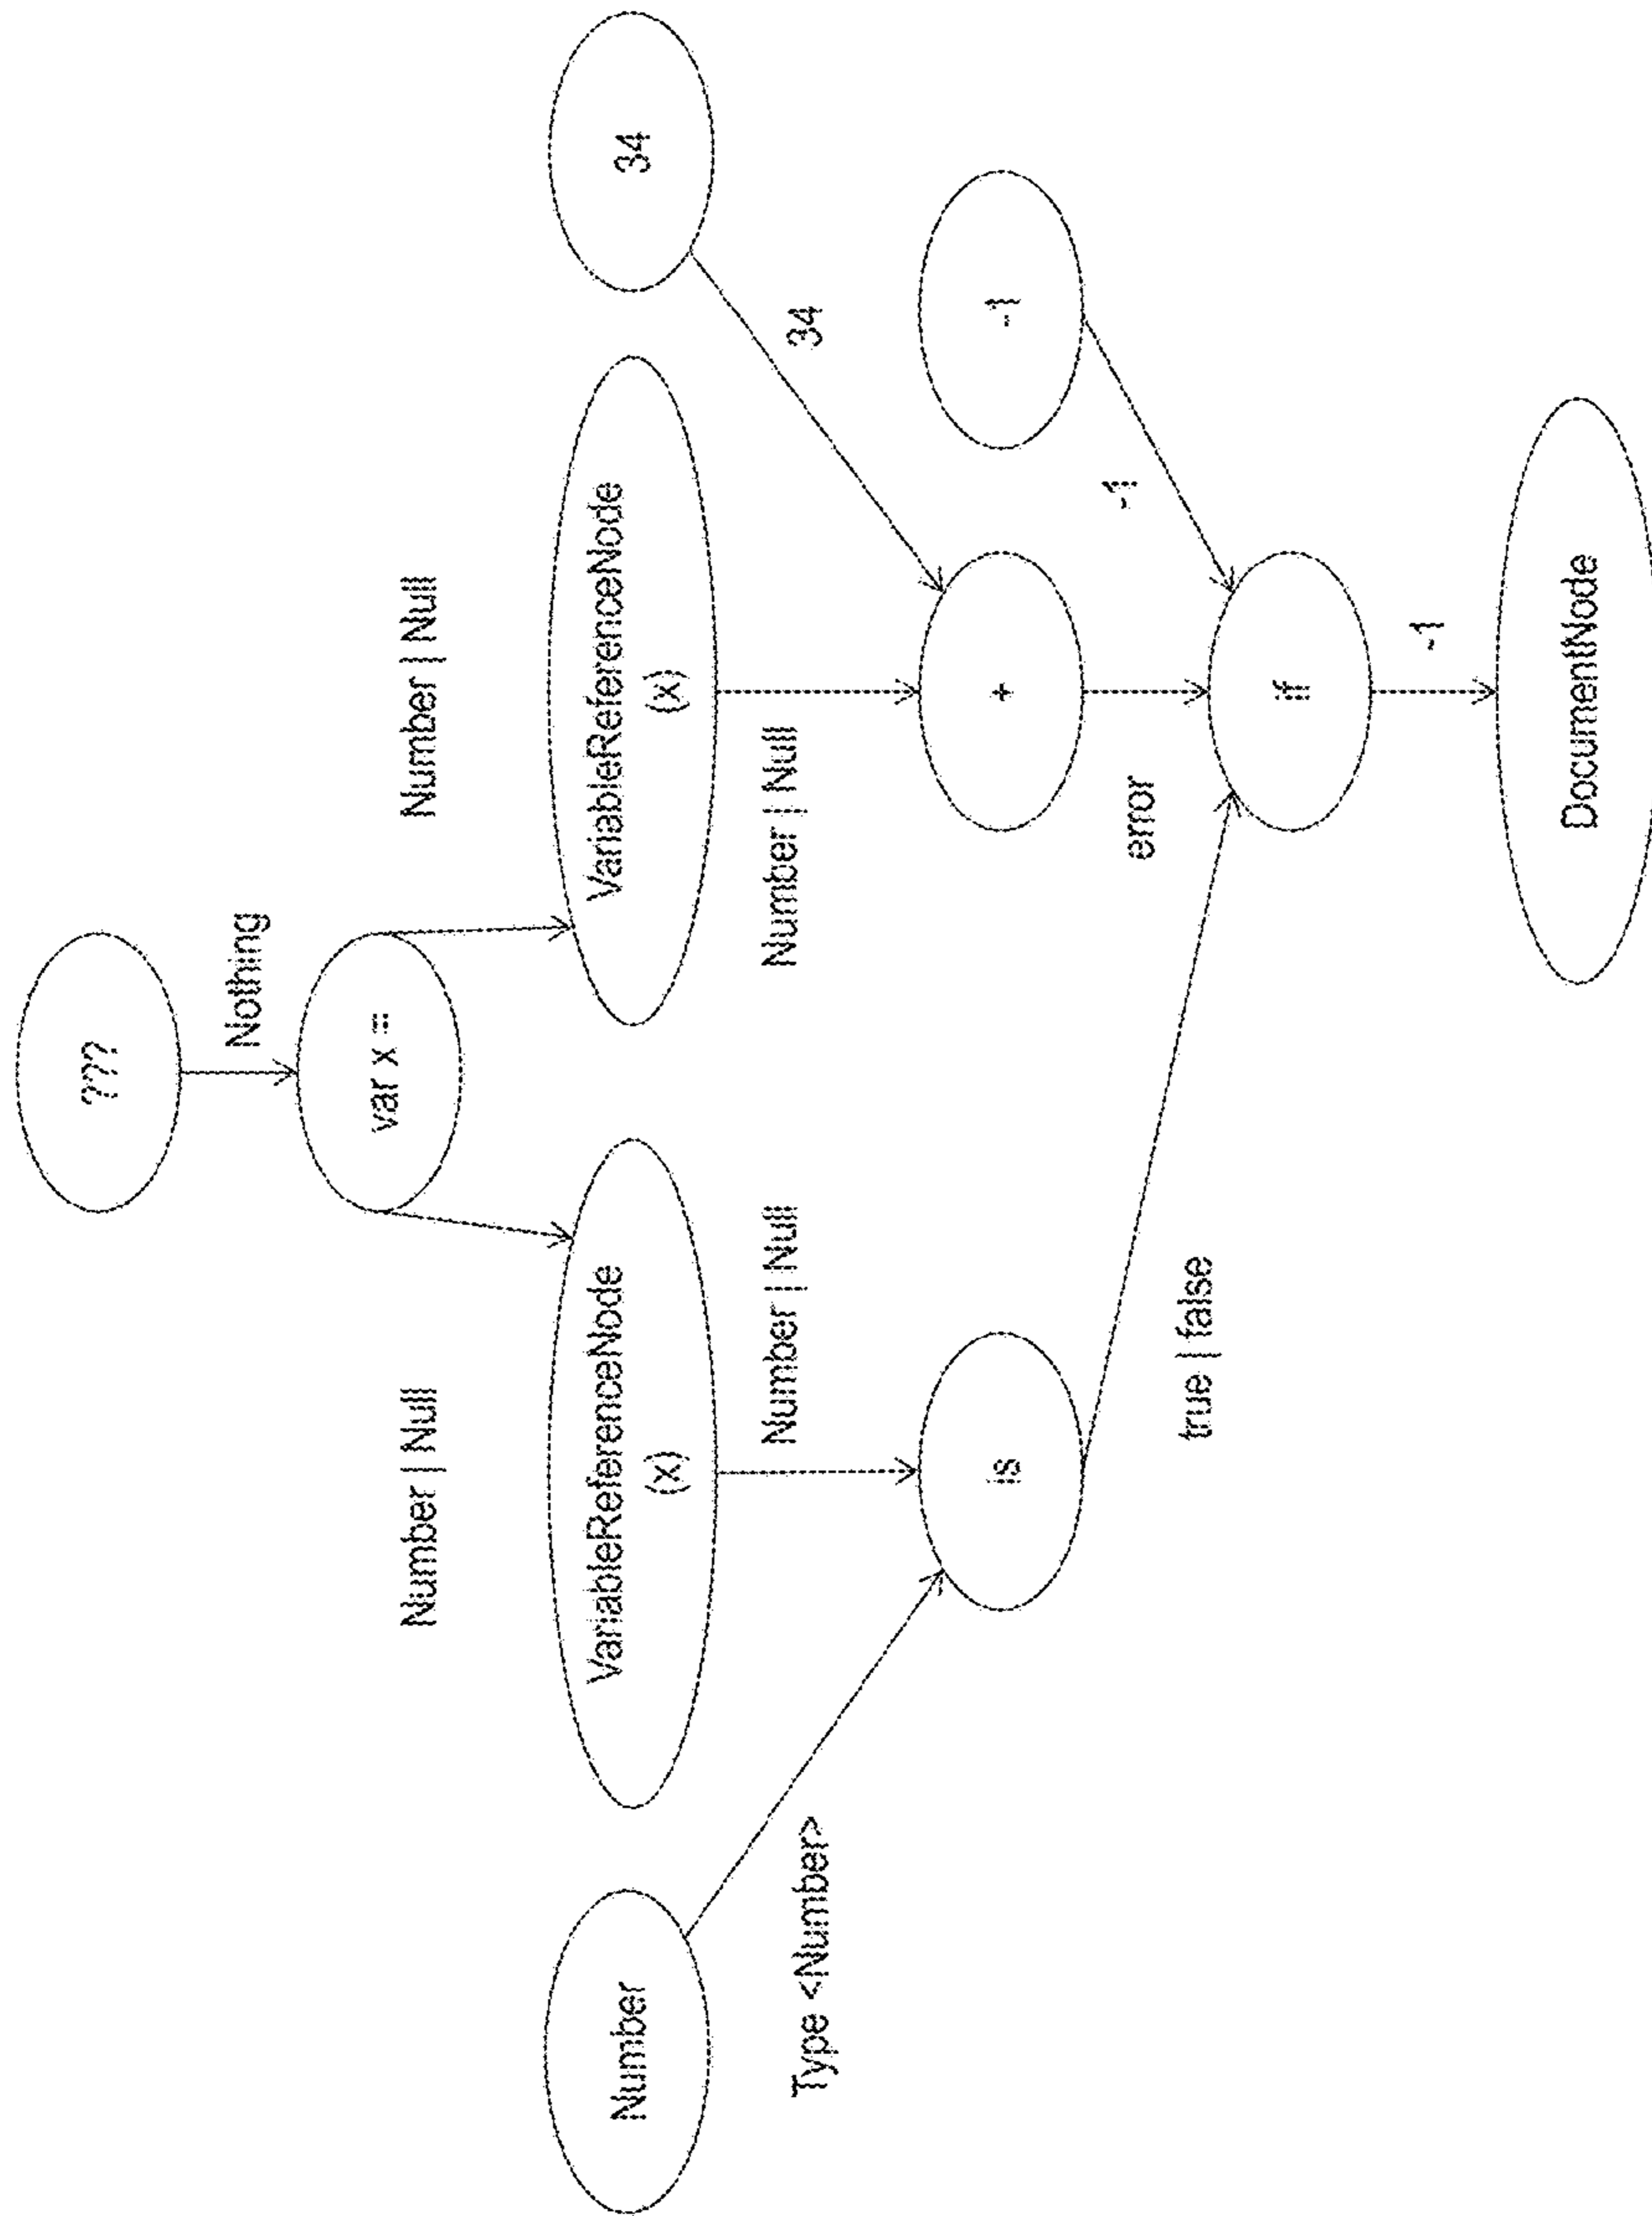 ???
Nothing
var x =
Number | Null
Number | Null
Number
VariableReferenceNode
(x)
VariableReferenceNode
(x)
34
Type <Number>
Number | Null
Number | Null
34
is
+
-1
true | false
error
-1
if
-1
DocumentNode